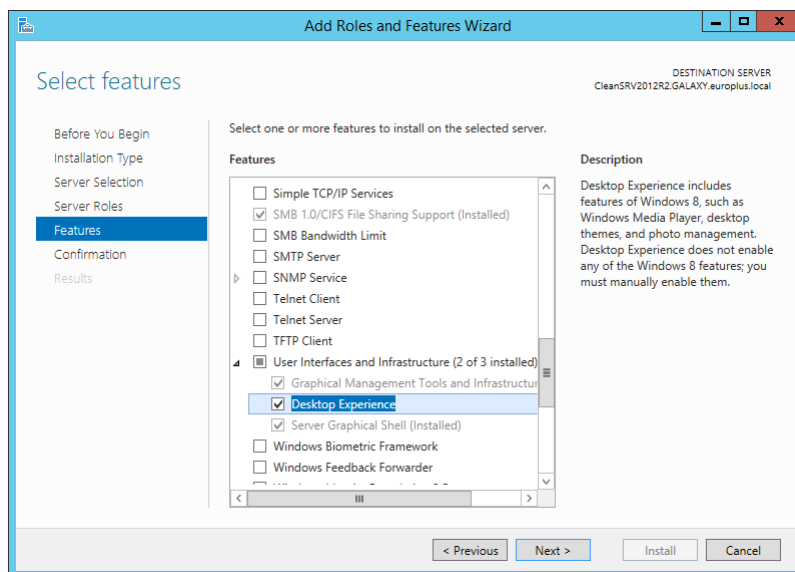 Add Roles and Features Wizard
Select features
DESTINATION SERVER
CleanSRV2012R2.GALAXY.europlus.local
Before You Begin
Installation Type
Server Selection
Server Roles
Features
Confirmation
Results
Select one or more features to install on the selected server.
Features
Simple TCP/IP Services
SMB 1.0/CIFS File Sharing Support (Installed)
SMB Bandwidth Limit
SMTP Server
SNMP Service
Telnet Client
Telnet Server
TFTP Client
User Interfaces and Infrastructure (2 of 3 installed)
Graphical Management Tools and Infrastructur
Desktop Experience
Server Graphical Shell (Installed)
Windows Biometric Framework
Windows Feedback Forwarder
Description
Desktop Experience includes
features of Windows 8, such as
Windows Media Player, desktop
themes, and photo management.
Desktop Experience does not enable
any of the Windows 8 features; you
must manually enable them.
< Previous
Next >
Install
Cancel